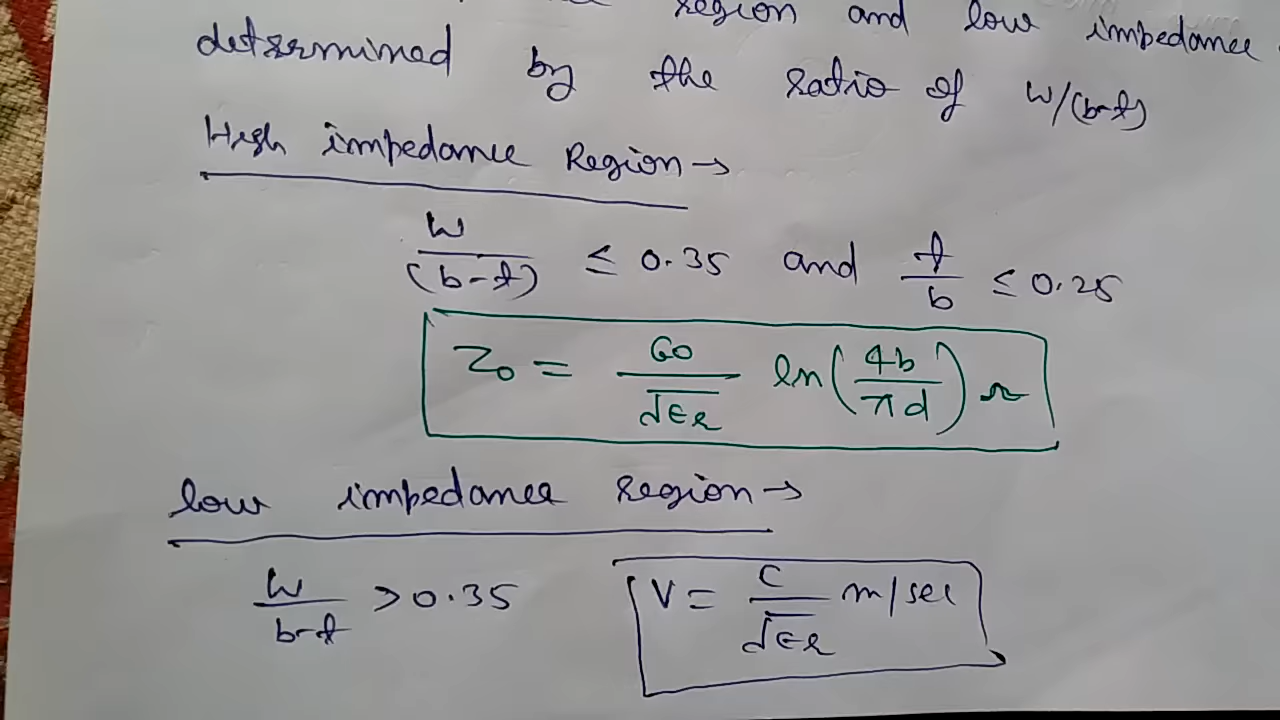 region and low impedance
determined by the ratio of W/(b-t)
High impedance Region →
W/(b-t) ≤ 0.35 and t/b ≤ 0.25
Z₀ = 60/√εr ln(4b/πd) Ω
low impedance region →
W/b-t > 0.35 V = C/√εr m/sec